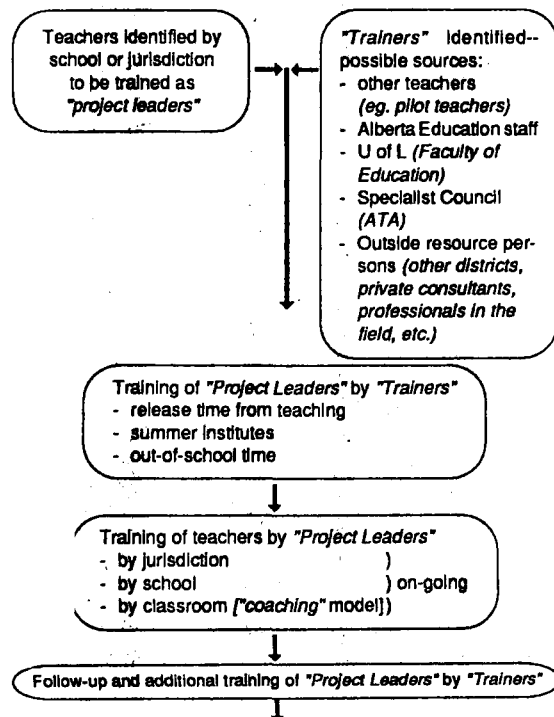 Teachers identified by
school or jurisdiction
to be trained as
"project leaders"
"Trainers" Identified--
possible sources:
- other teachers
(eg. pilot teachers)
- Alberta Education staff
- U of L (Faculty of
Education)
- Specialist Council
(ATA)
- Outside resource per-
sons (other districts,
private consultants,
professionals in the
field, etc.)
Training of "Project Leaders" by "Trainers"
- release time from teaching
- summer institutes
- out-of-school time
Training of teachers by "Project Leaders"
- by jurisdiction )
- by school ) on-going
- by classroom ["coaching" model])
Follow-up and additional training of "Project Leaders" by "Trainers"